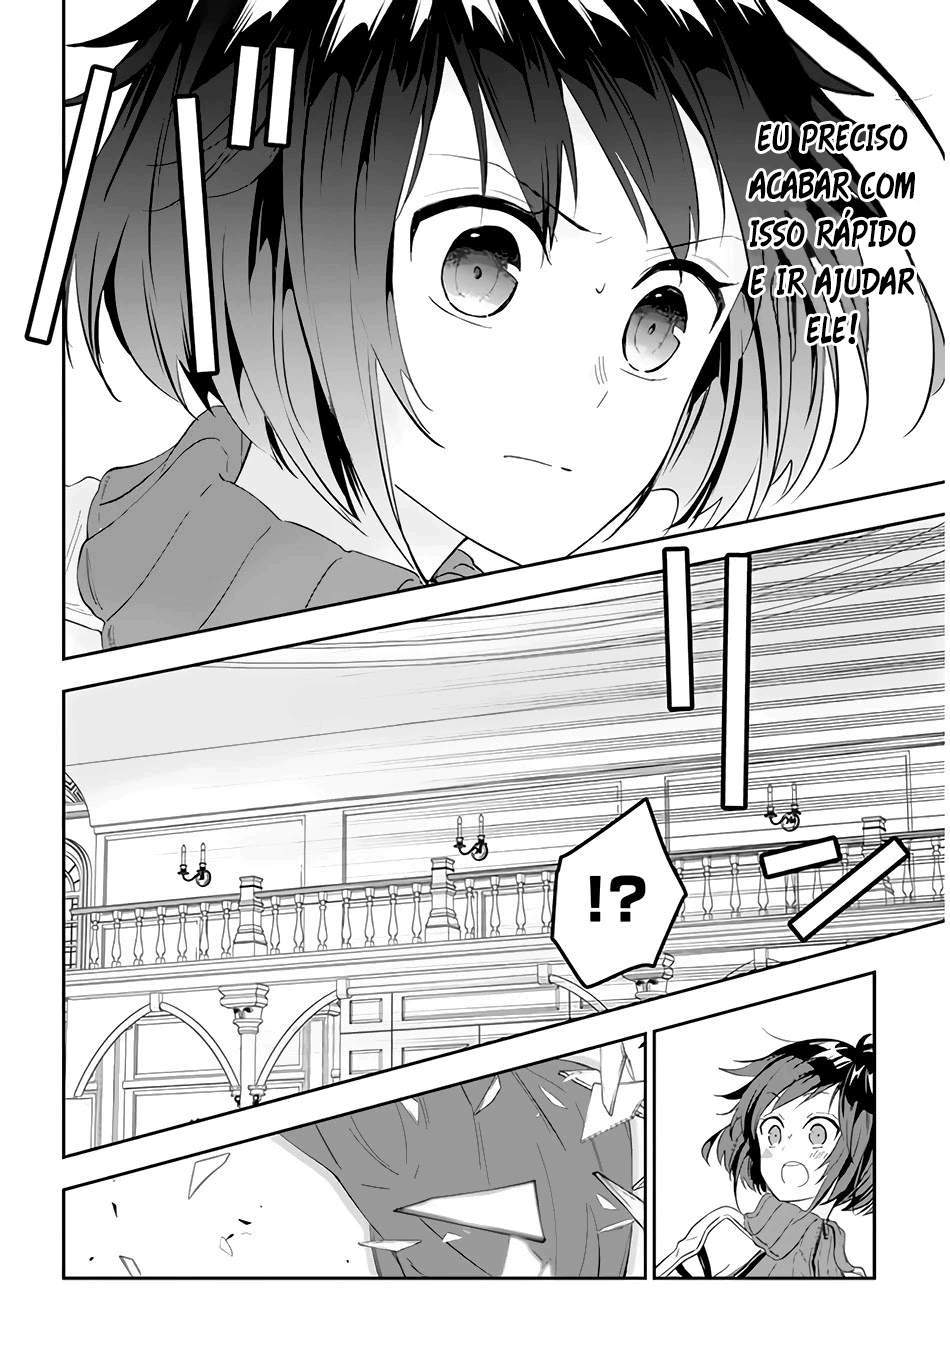 EU PRECISO
ACABAR COM
ISSO RÁPIDO
E IR AJUDAR
ELE!
!?